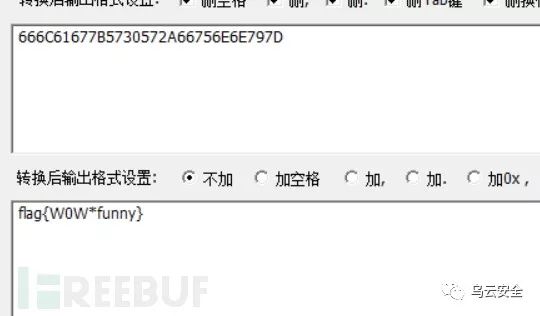 转换后输出格式设置: 删空格 删, 删. 删Tab键 删换
666C61677B5730572A66756E6E797D
转换后输出格式设置: 不加 加空格 加, 加. 加0x ,
flag{W0W*funny}
REEBUF
乌云安全